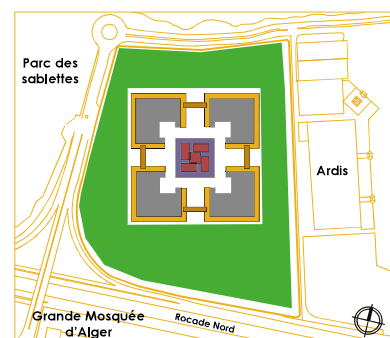 Parc des
sablettes
Ardis
Grande Mosquée
d'Alger
Rocade Nord